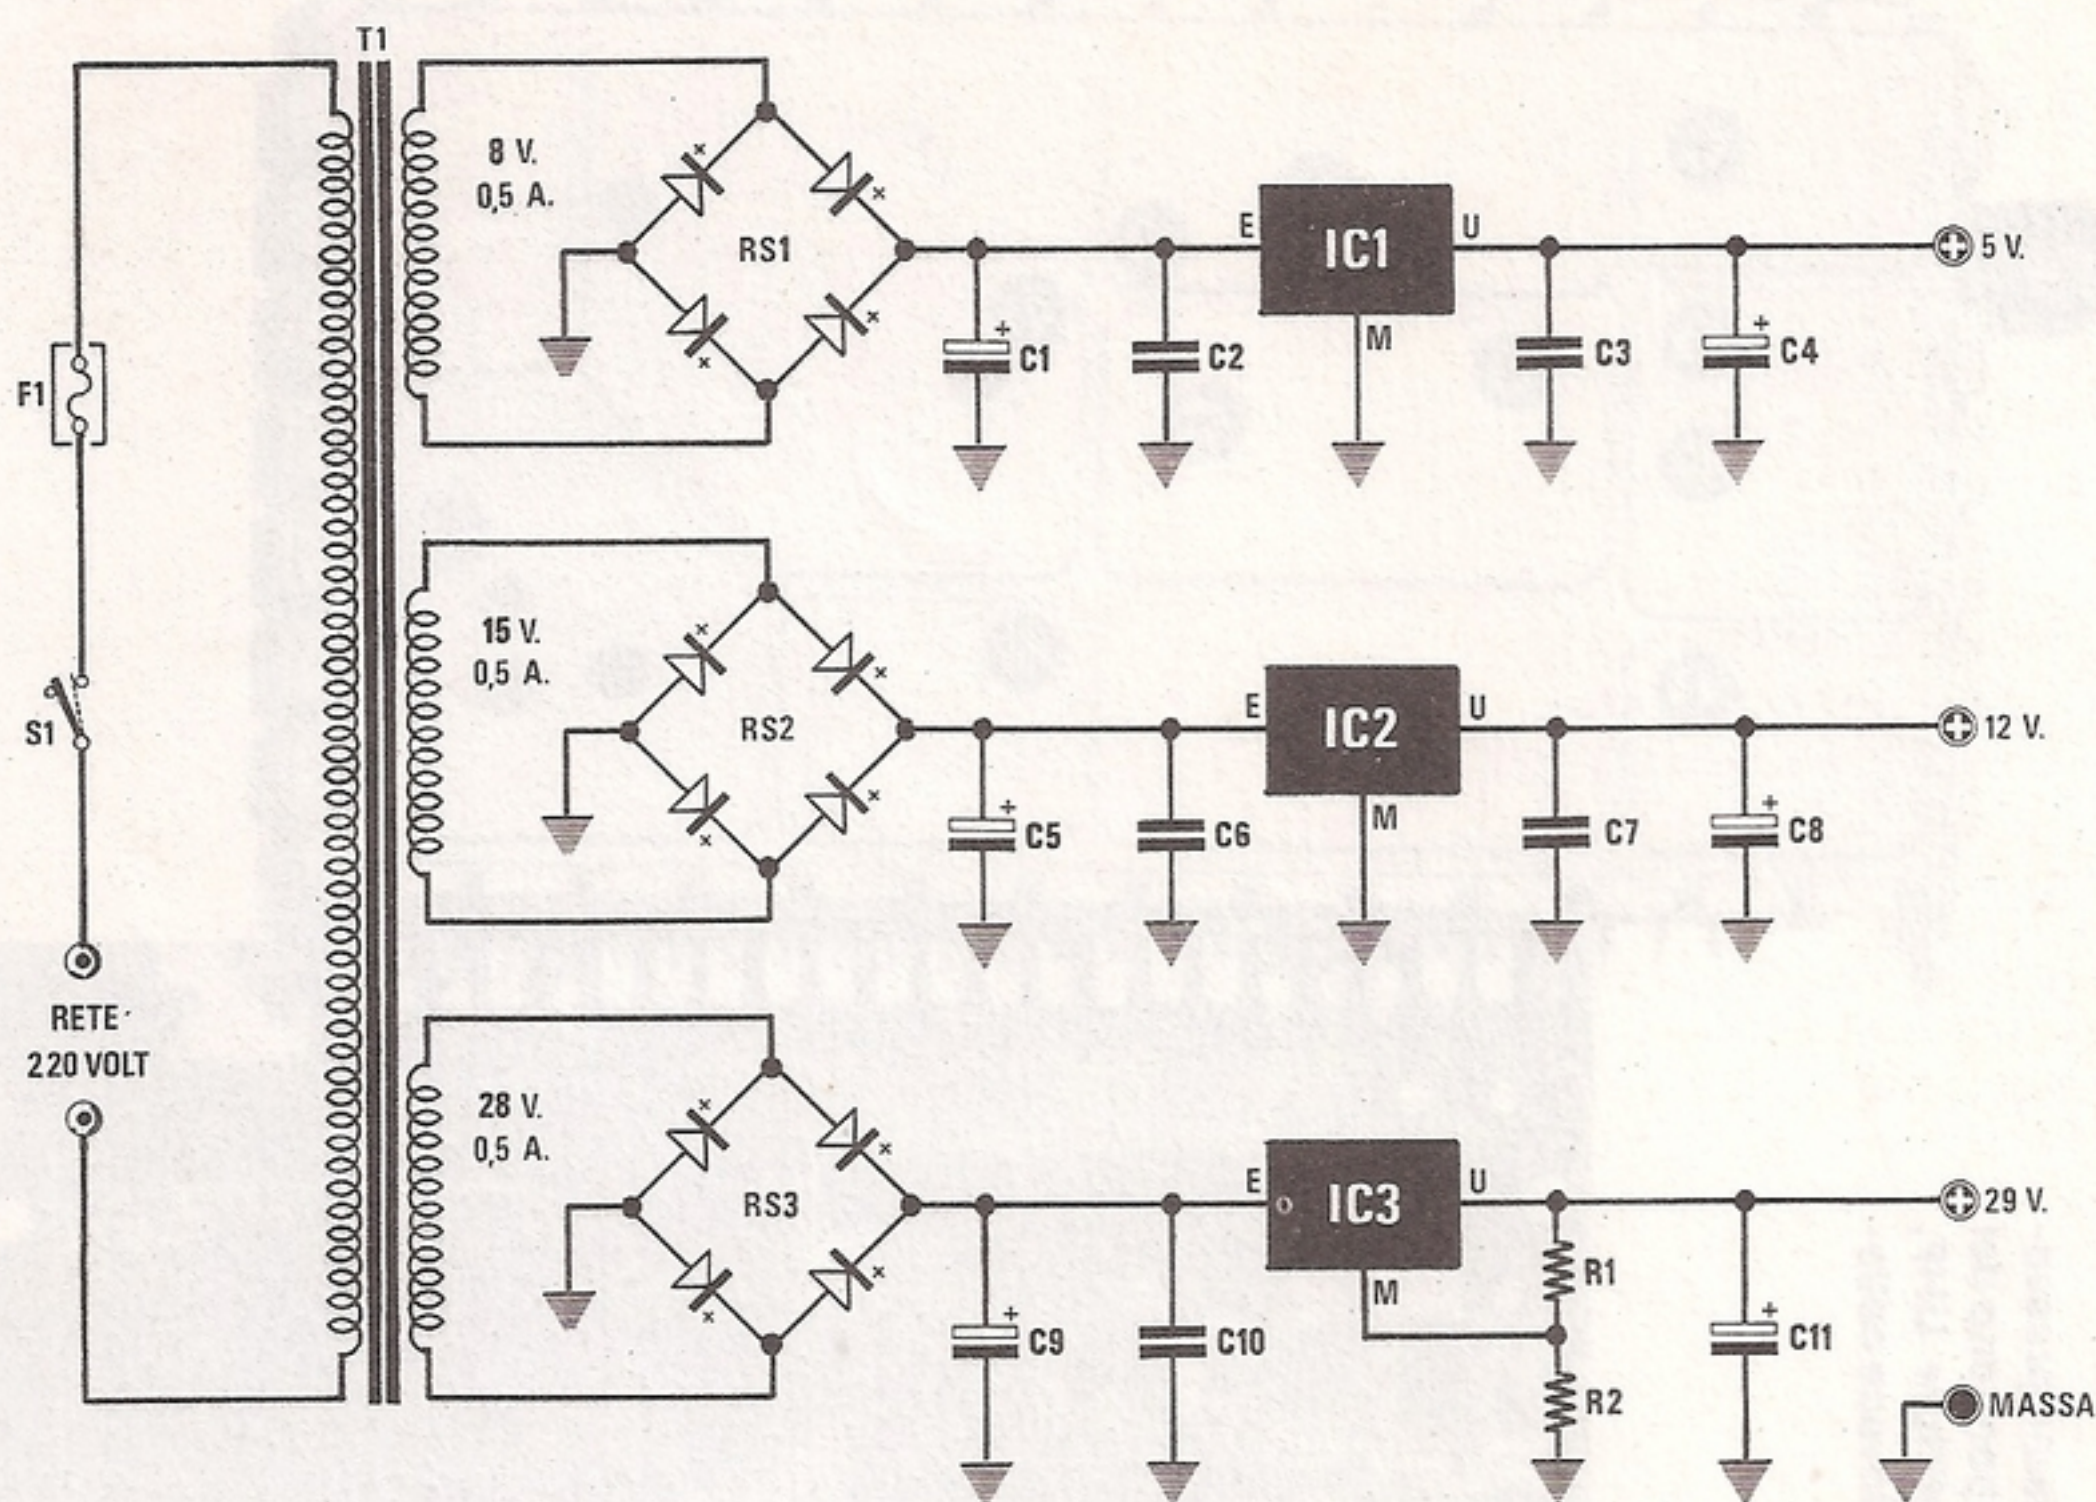 T1
8 V.
0,5 A.
RS1
E
IC1
U
M
5 V.
+
C1
C2
C3
+
C4
F1
15 V.
0,5 A.
RS2
E
IC2
U
M
12 V.
+
C5
C6
C7
+
C8
S1
RETE
220 VOLT
28 V.
0,5 A.
RS3
E
IC3
U
M
29 V.
R1
+
C9
C10
R2
+
C11
MASSA